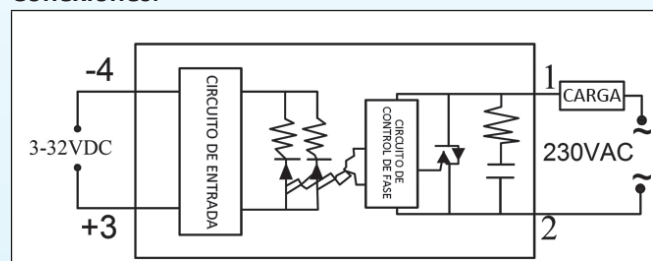 Conexiones:
-4
3-32VDC
+3
CIRCUITO DE ENTRADA
CIRCUITO DE
CONTROL DE FASE
1
CARGA
~
230VAC
~
2